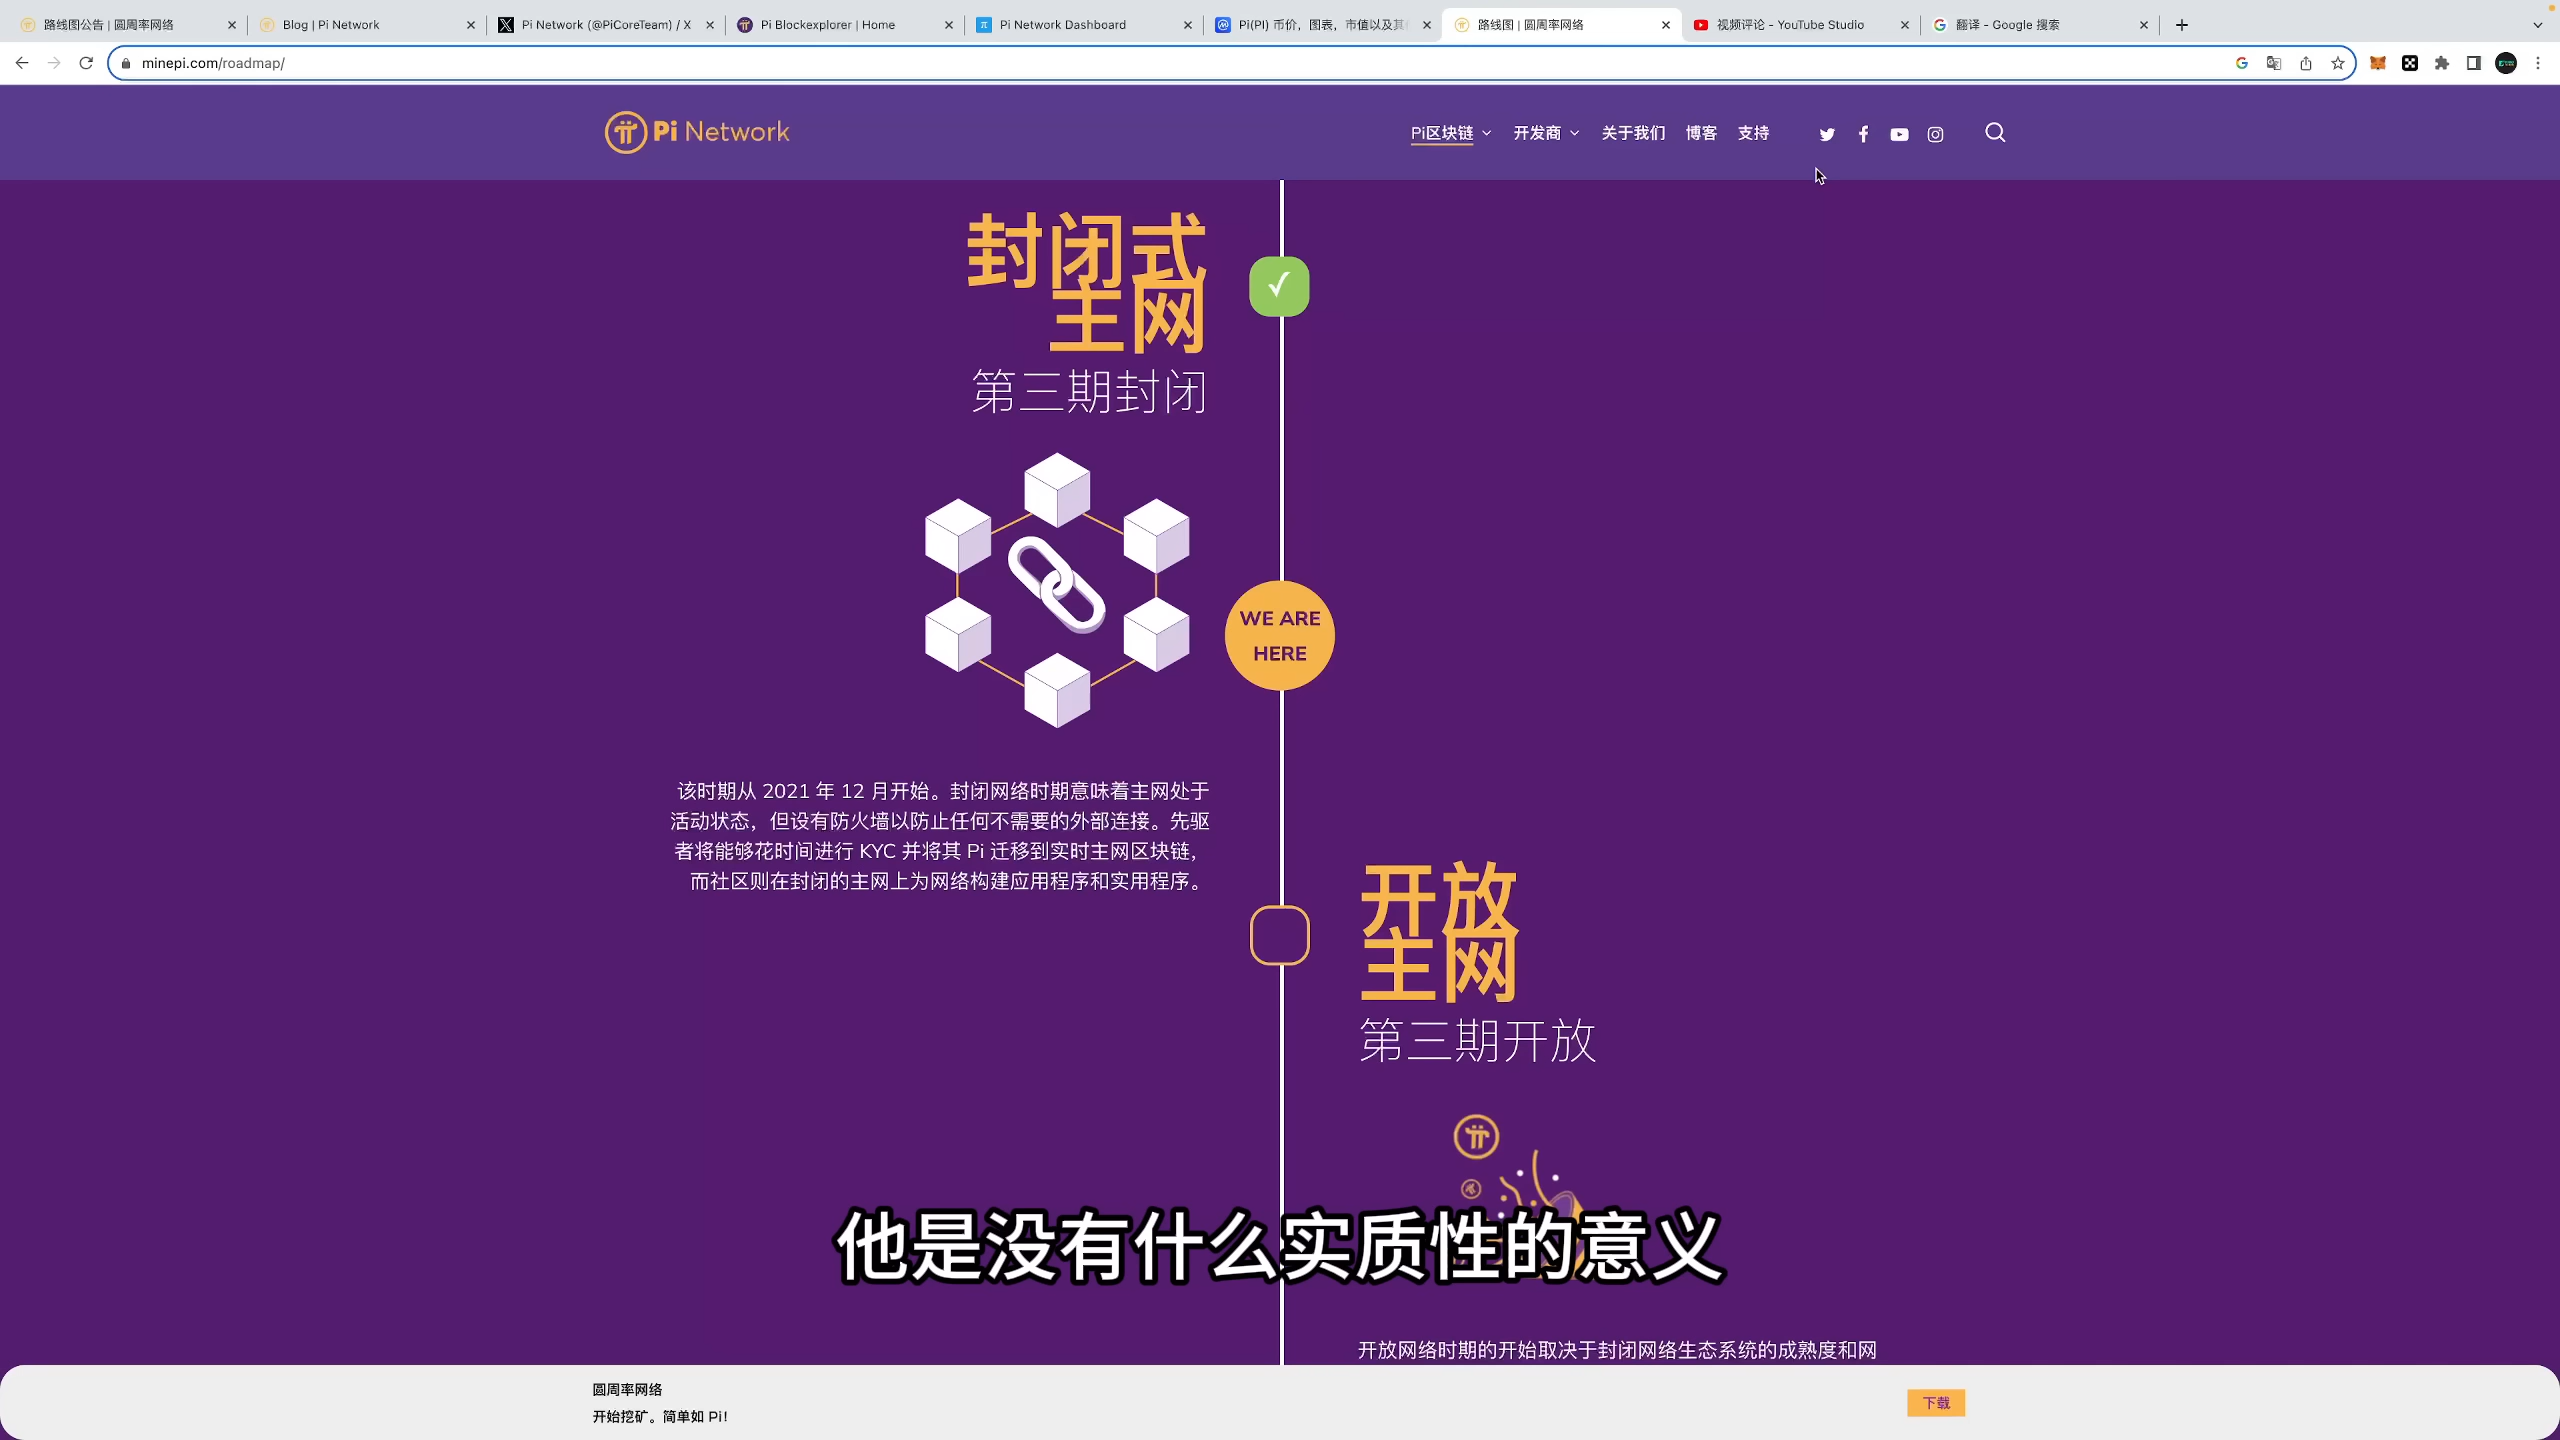 路线图公告 | 圆周率网络
Blog | Pi Network
Pi Network (@PiCoreTeam) / X
Pi Blockexplorer | Home
Pi Network Dashboard
Pi(PI) 币价，图表，市值以及其
路线图 | 圆周率网络
视频评论 - YouTube Studio
翻译 - Google 搜索
minepi.com/roadmap/
Pi Network
Pi区块链
开发商
关于我们
博客
支持
封闭式
主网
第三期封闭
WE ARE
HERE
该时期从 2021 年 12 月开始。封闭网络时期意味着主网处于
活动状态，但设有防火墙以防止任何不需要的外部连接。先驱
者将能够花时间进行 KYC 并将其 Pi 迁移到实时主网区块链，
而社区则在封闭的主网上为网络构建应用程序和实用程序。
开放
主网
第三期开放
他是没有什么实质性的意义
开放网络时期的开始取决于封闭网络生态系统的成熟度和网
圆周率网络
开始挖矿。简单如 Pi！
下载